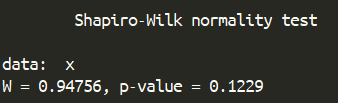 Shapiro-Wilk normality test
data:  x
W = 0.94756, p-value = 0.1229